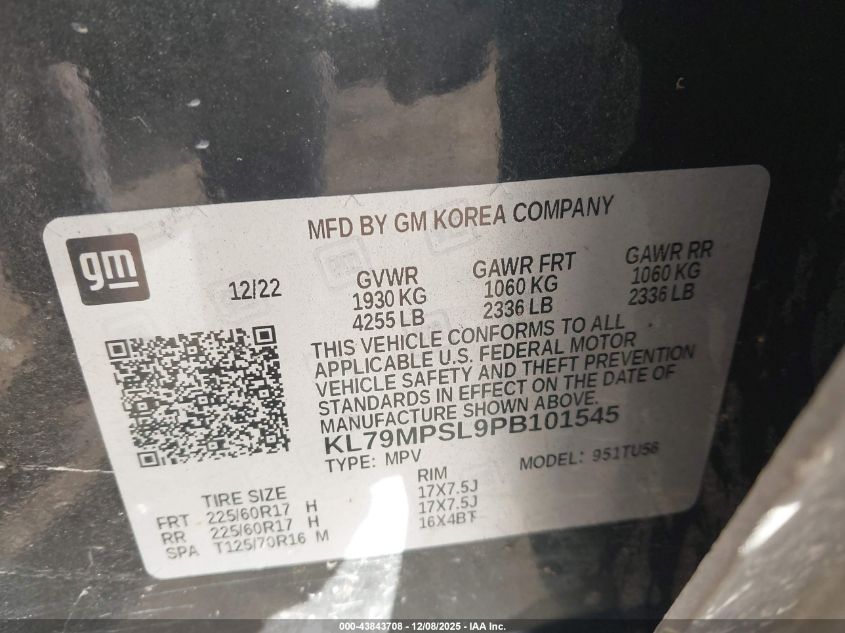 MFD BY GM KOREA COMPANY
gm
12/22
GVWR GAWR FRT GAWR RR
1930 KG 1060 KG 1060 KG
4255 LB 2336 LB 2336 LB
THIS VEHICLE CONFORMS TO ALL
APPLICABLE U.S. FEDERAL MOTOR
VEHICLE SAFETY AND THEFT PREVENTION
STANDARDS IN EFFECT ON THE DATE OF
MANUFACTURE SHOWN ABOVE.
KL79MPSL9PB101545
TYPE: MPV MODEL: 951TU56
TIRE SIZE RIM
FRT 225/60R17 H 17X7.5J
RR 225/60R17 H 17X7.5J
SPA T125/70R16 M 16X4BT
000-43843708 - 12/08/2025 - IAA Inc.